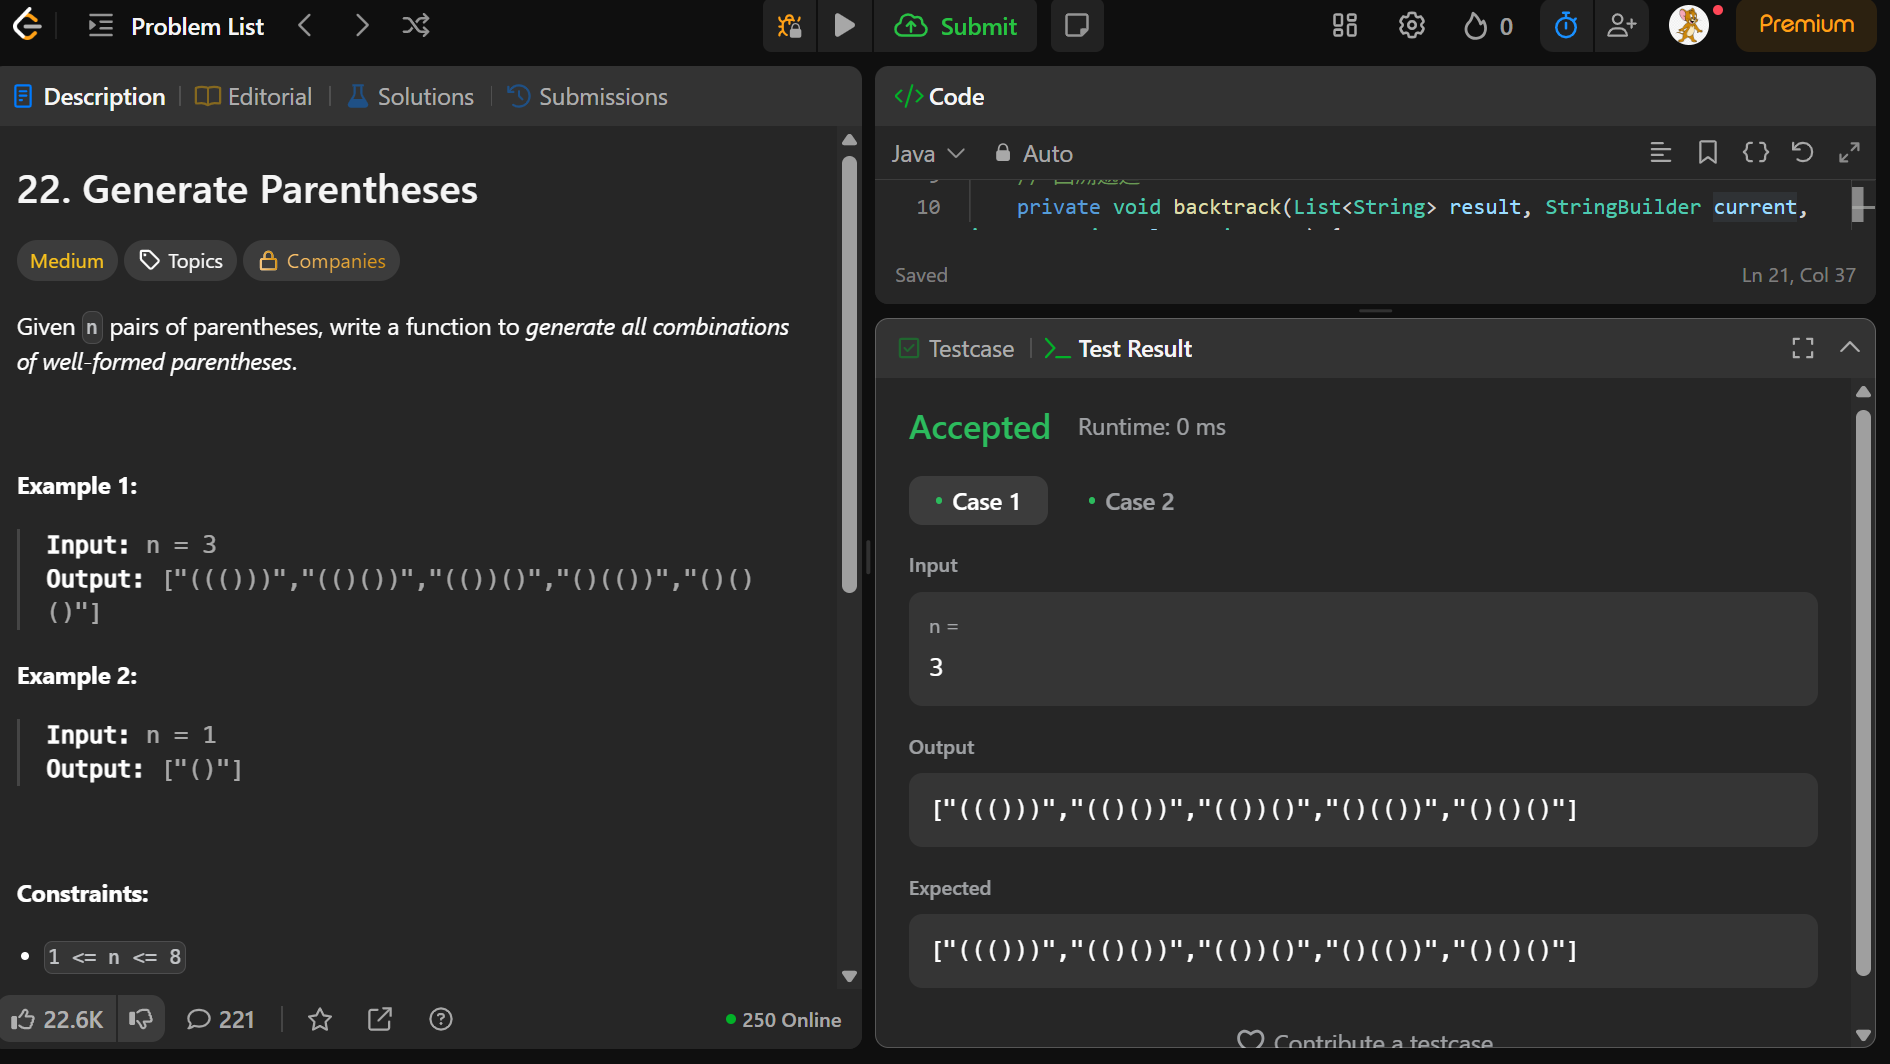 Problem List
Submit
0
Premium
Description
Editorial
Solutions
Submissions
22. Generate Parentheses
Medium
Topics
Companies
Given n pairs of parentheses, write a function to generate all combinations
of well-formed parentheses.
Example 1:
Input: n = 3
Output: ["((()))","(()())","(())()","()(())","()()
()"]
Example 2:
Input: n = 1
Output: ["()"]
Constraints:
1 <= n <= 8
22.6K
221
250 Online
</>Code
Java
Auto
10 private void backtrack(List<String> result, StringBuilder current,
Saved
Ln 21, Col 37
Testcase
>_ Test Result
Accepted
Runtime: 0 ms
Case 1
Case 2
Input
n =
3
Output
["((()))","(()())","(())()","()(())","()()()"]
Expected
["((()))","(()())","(())()","()(())","()()()"]
Contribute a testcase